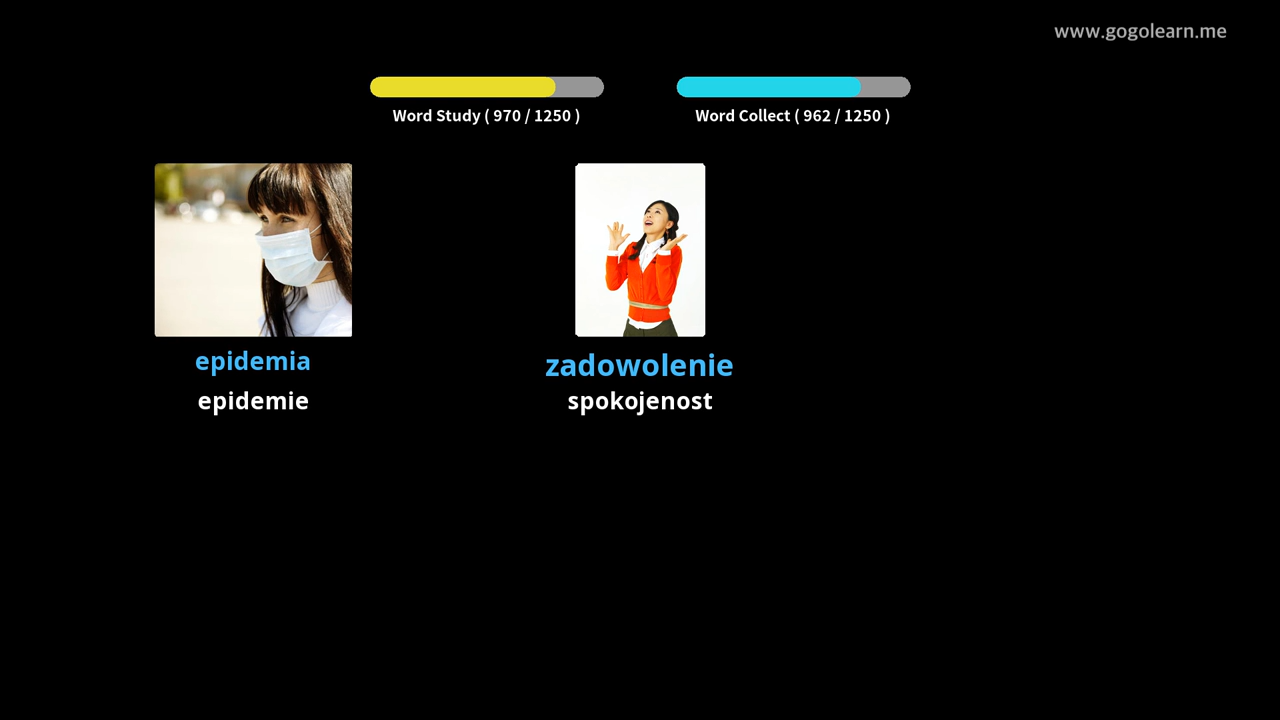 www.gogolearn.me
Word Study ( 970 / 1250 )
Word Collect ( 962 / 1250 )
epidemia
epidemie
zadowolenie
spokojenost